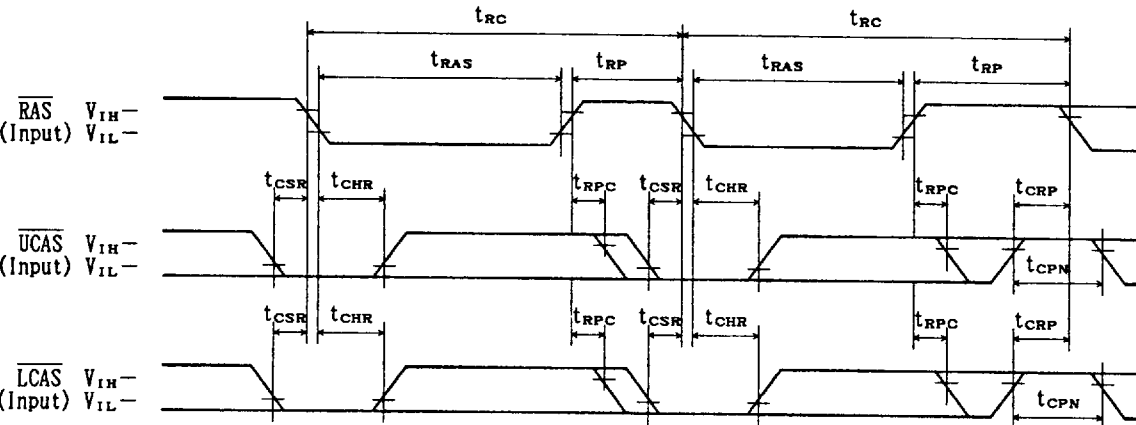 tRC tRC
tRAS tRP tRAS tRP
RAS VIH
(Input) VIL
tCSR tCHR tRPC tCSR tCHR tRPC tCRP
UCAS VIH
(Input) VIL
tCPN
tCSR tCHR tRPC tCSR tCHR tRPC tCRP
LCAS VIH
(Input) VIL
tCPN